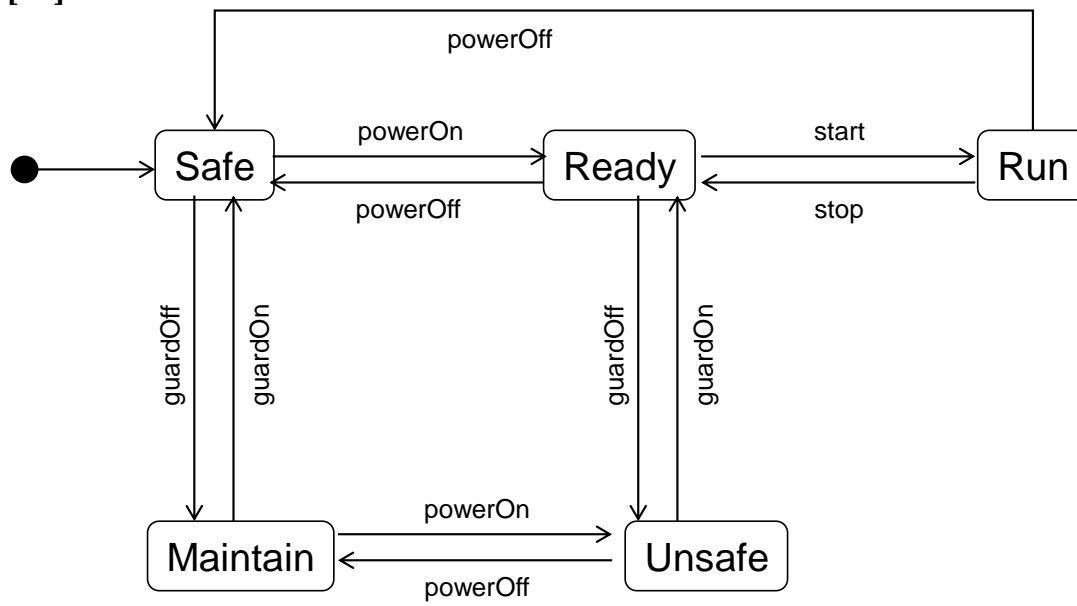 powerOff
powerOn
start
Safe
Ready
Run
powerOff
stop
guardOff
guardOn
guardOff
guardOn
powerOn
Maintain
Unsafe
powerOff